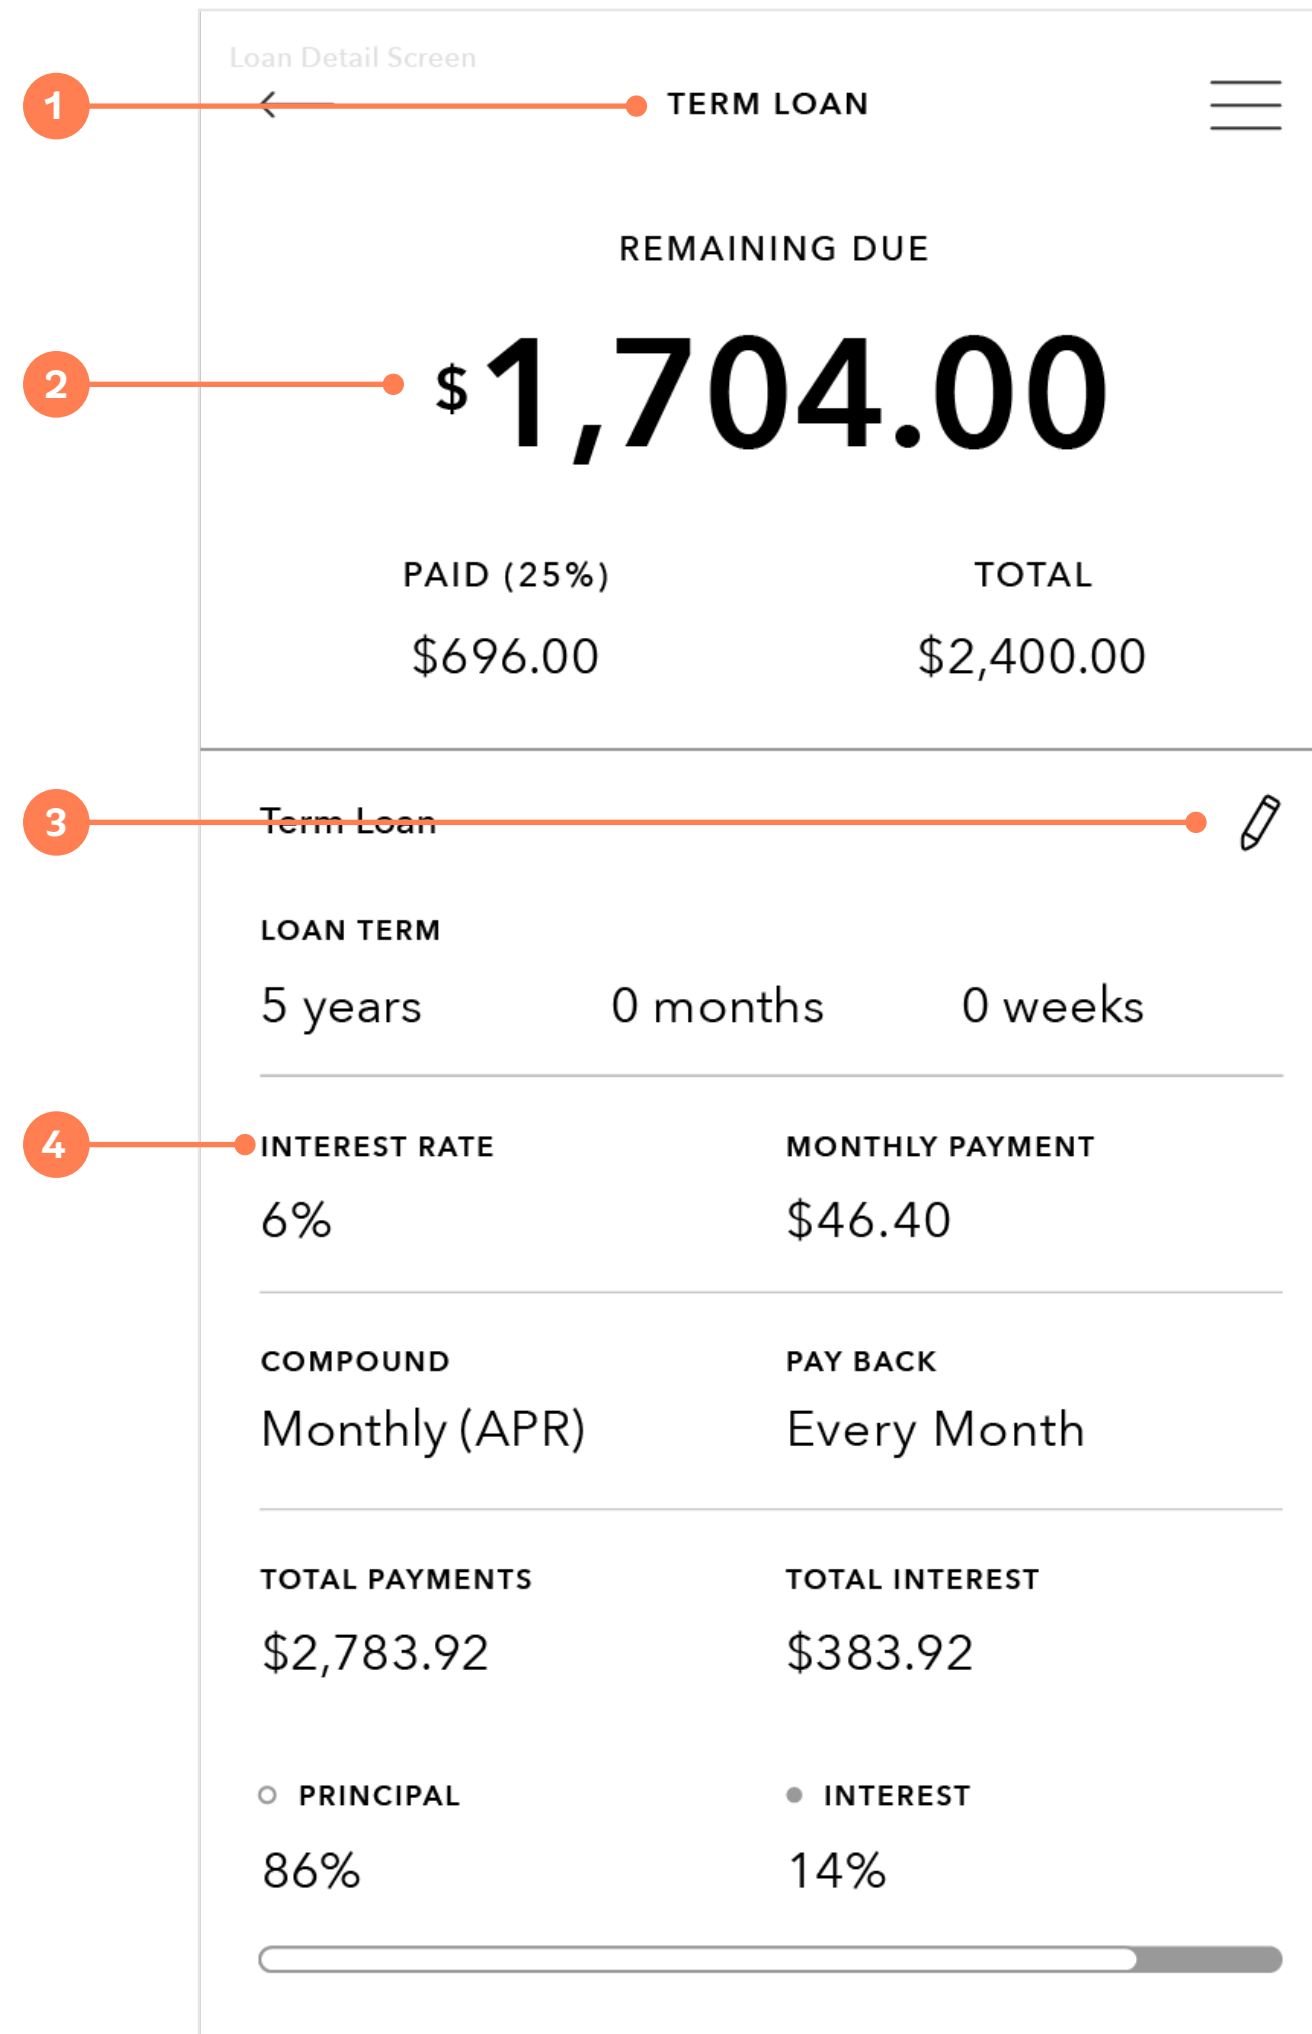 Loan Detail Screen
1
TERM LOAN
REMAINING DUE
2
$1,704.00
PAID (25%) TOTAL
$696.00 $2,400.00
3
Term Loan
LOAN TERM
5 years 0 months 0 weeks
4
INTEREST RATE MONTHLY PAYMENT
6% $46.40
COMPOUND PAY BACK
Monthly (APR) Every Month
TOTAL PAYMENTS TOTAL INTEREST
$2,783.92 $383.92
PRINCIPAL INTEREST
86% 14%